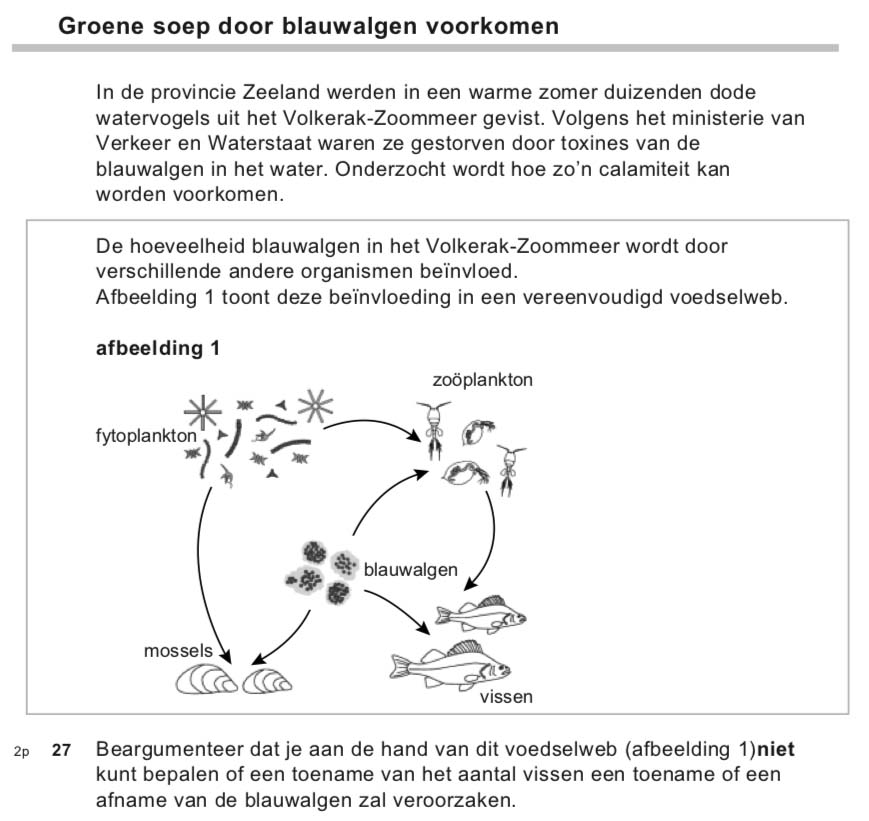 Groene soep door blauwalgen voorkomen
In de provincie Zeeland werden in een warme zomer duizenden dode
watervogels uit het Volkerak-Zoommeer gevist. Volgens het ministerie van
Verkeer en Waterstaat waren ze gestorven door toxines van de
blauwalgen in het water. Onderzocht wordt hoe zo’n calamiteit kan
worden voorkomen.
De hoeveelheid blauwalgen in het Volkerak-Zoommeer wordt door
verschillende andere organismen beïnvloed.
Afbeelding 1 toont deze beïnvloeding in een vereenvoudigd voedselweb.
afbeelding 1
zoöplankton
fytoplankton
blauwalgen
mossels
vissen
2p 27 Beargumenteer dat je aan de hand van dit voedselweb (afbeelding 1)niet
kunt bepalen of een toename van het aantal vissen een toename of een
afname van de blauwalgen zal veroorzaken.